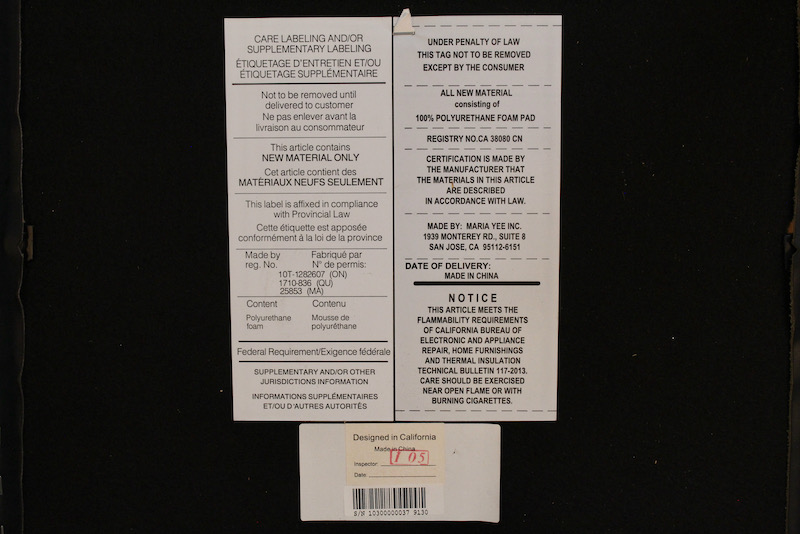 CARE LABELING AND/OR
SUPPLEMENTARY LABELING
ÉTIQUETAGE D'ENTRETIEN ET/OU
ÉTIQUETAGE SUPPLÉMENTAIRE
Not to be removed until
delivered to customer
Ne pas enlever avant la
livraison au consommateur
This article contains
NEW MATERIAL ONLY
Cet article contient des
MATÉRIAUX NEUFS SEULEMENT
This label is affixed in compliance
with Provincial Law
Cette étiquette est apposée
conformément à la loi de la province
Made by Fabriqué par
reg. No. N° de permis:
10T-1282607 (ON)
1710-836 (QU)
25853 (MA)
Content Contenu
Polyurethane Mousse de
foam polyuréthane
Federal Requirement/Exigence fédérale
SUPPLEMENTARY AND/OR OTHER
JURISDICTIONS INFORMATION
INFORMATIONS SUPPLÉMENTAIRES
ET/OU D'AUTRES AUTORITÉS
UNDER PENALTY OF LAW
THIS TAG NOT TO BE REMOVED
EXCEPT BY THE CONSUMER
ALL NEW MATERIAL
consisting of
100% POLYURETHANE FOAM PAD
REGISTRY NO.CA 38080 CN
CERTIFICATION IS MADE BY
THE MANUFACTURER THAT
THE MATERIALS IN THIS ARTICLE
ARE DESCRIBED
IN ACCORDANCE WITH LAW.
MADE BY: MARIA YEE INC.
1939 MONTEREY RD., SUITE 8
SAN JOSE, CA 95112-6151
DATE OF DELIVERY:
MADE IN CHINA
NOTICE
THIS ARTICLE MEETS THE
FLAMMABILITY REQUIREMENTS
OF CALIFORNIA BUREAU OF
ELECTRONIC AND APPLIANCE
REPAIR, HOME FURNISHINGS
AND THERMAL INSULATION
TECHNICAL BULLETIN 117-2013.
CARE SHOULD BE EXERCISED
NEAR OPEN FLAME OR WITH
BURNING CIGARETTES.
Designed in California
Made in China
Inspector: I 05
Date:
S/N 10300000037 9130